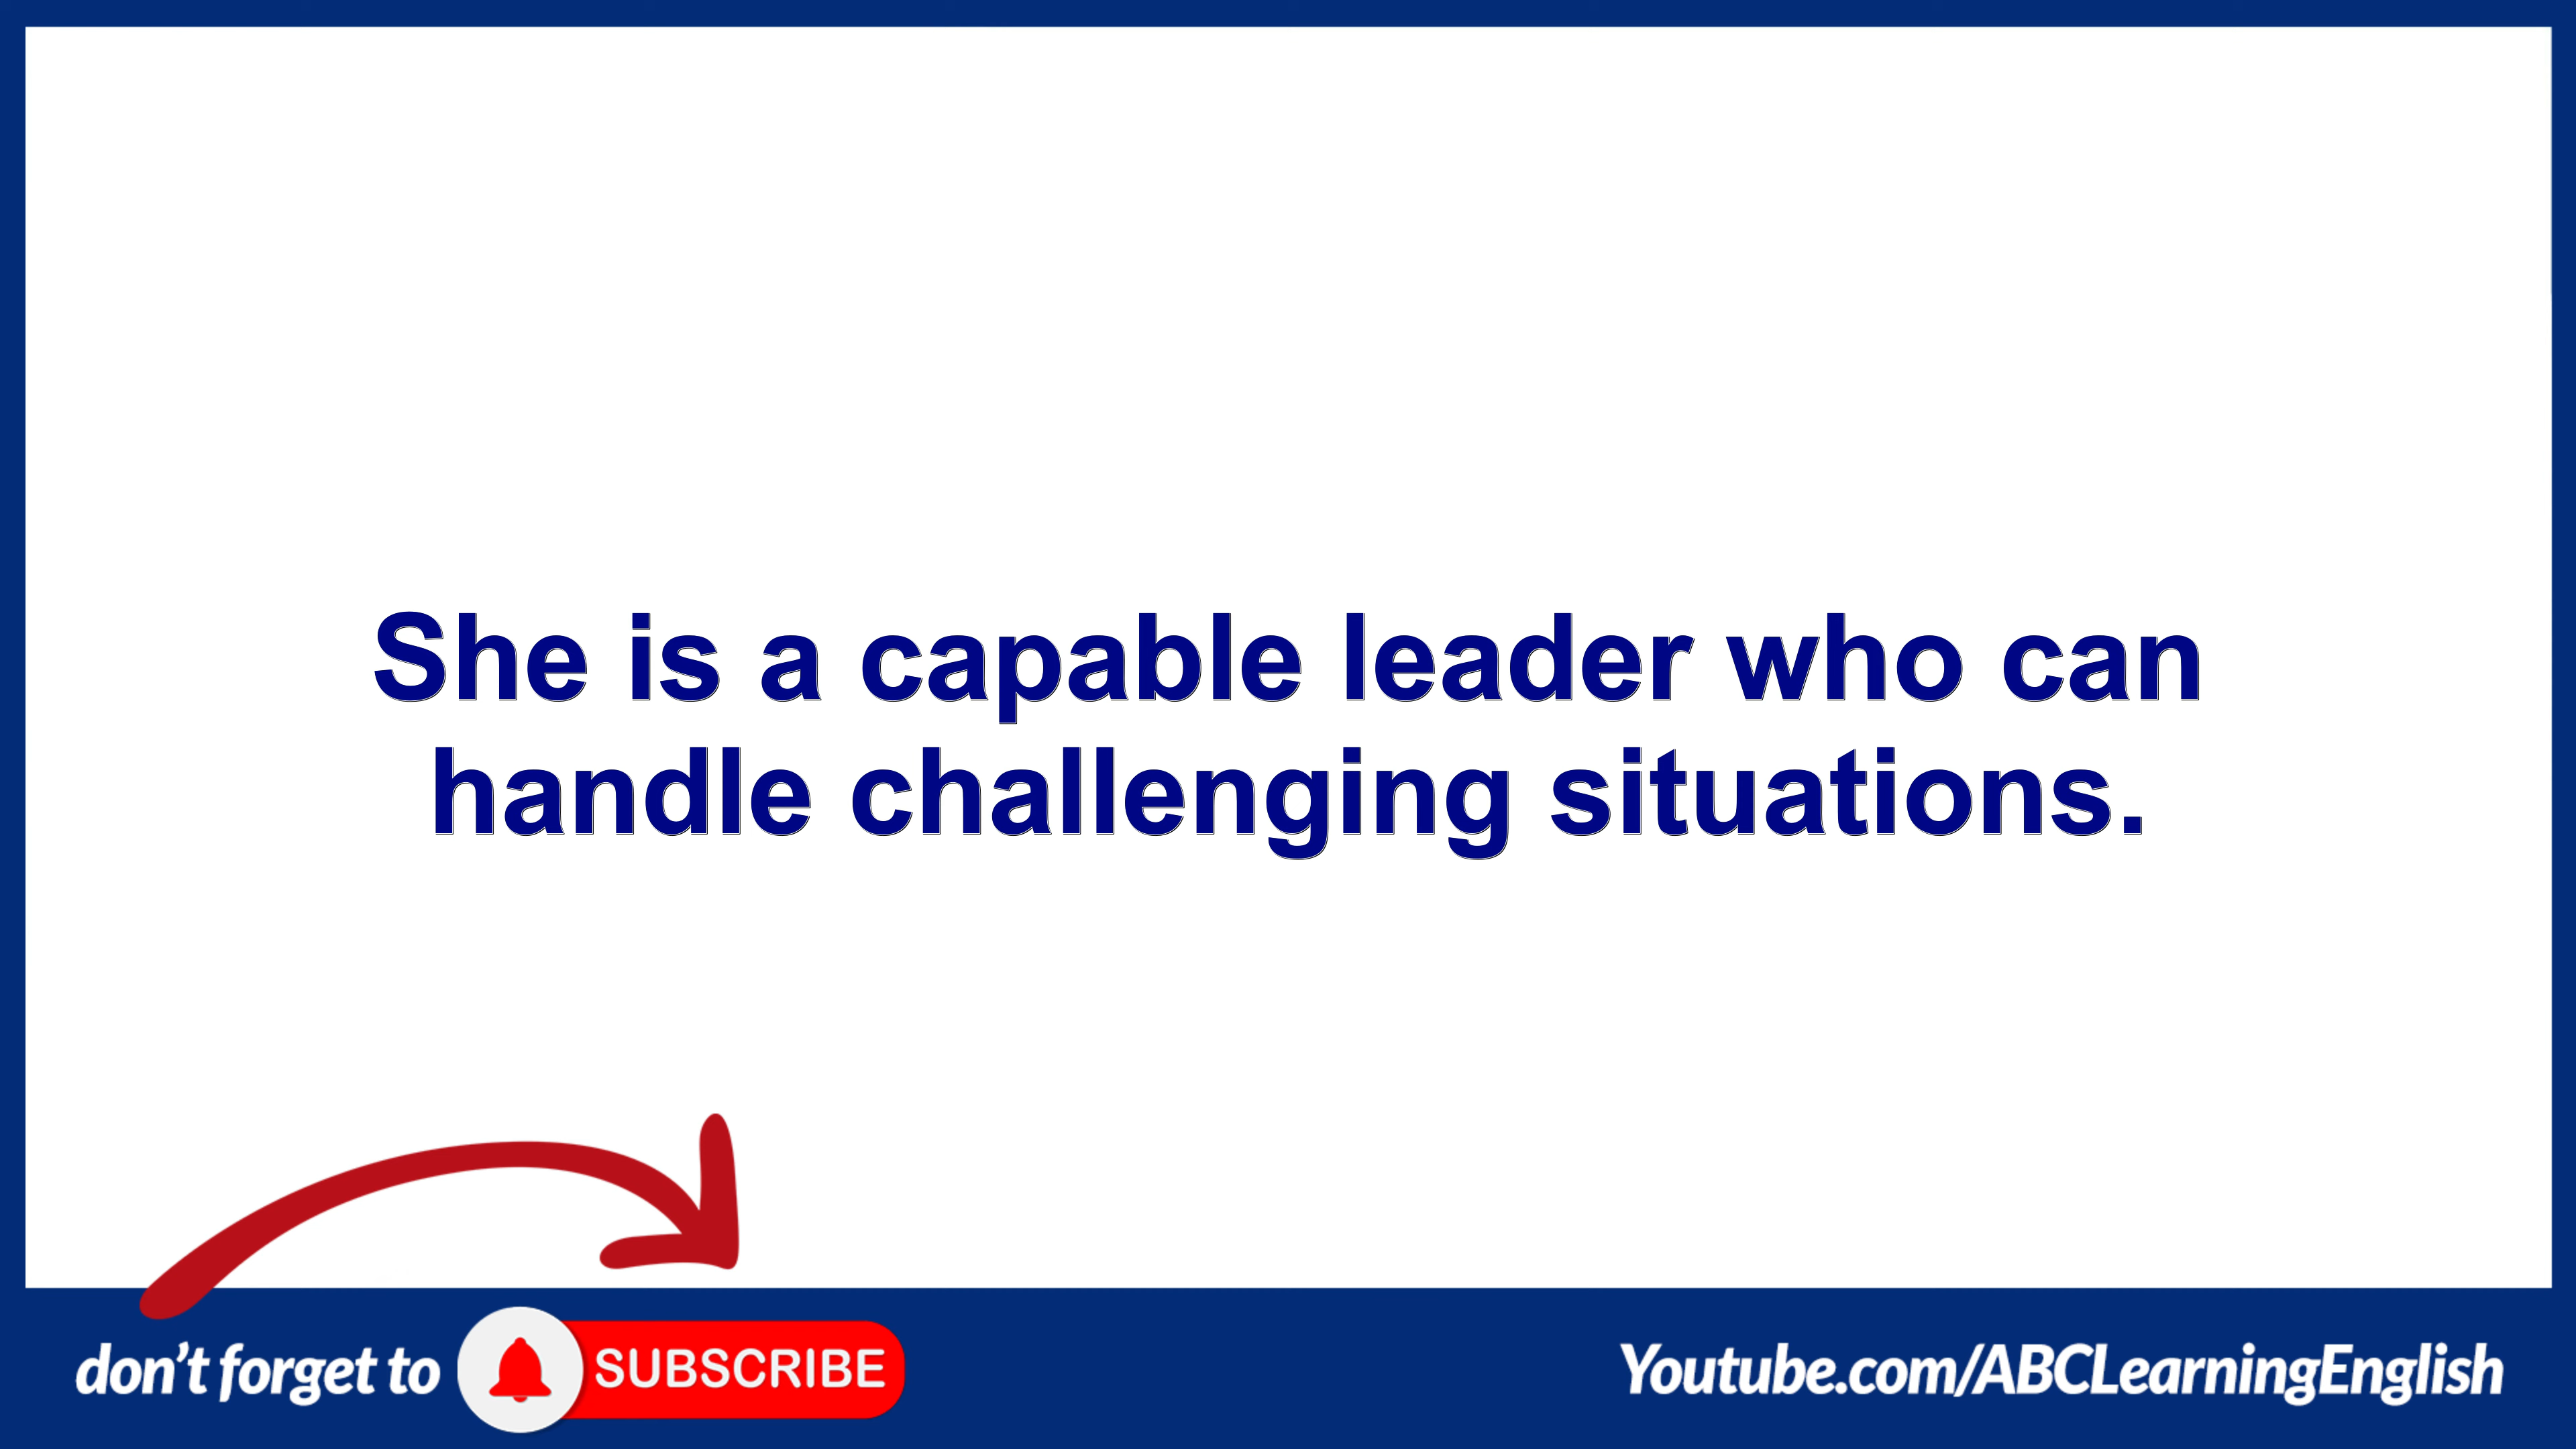 She is a capable leader who can
handle challenging situations.
don’t forget to SUBSCRIBE
Youtube.com/ABCLearningEnglish